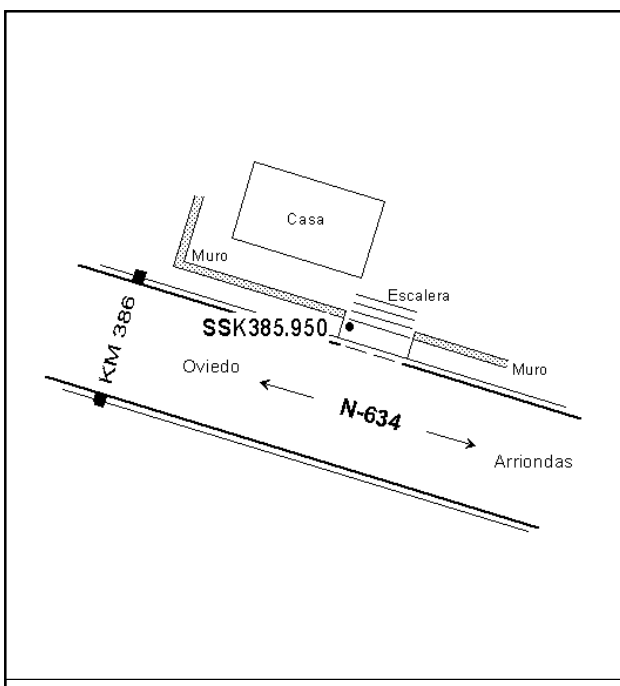 Casa
Muro
Escalera
SSK385.950
KM 386
Oviedo
Muro
N-634
Arriondas